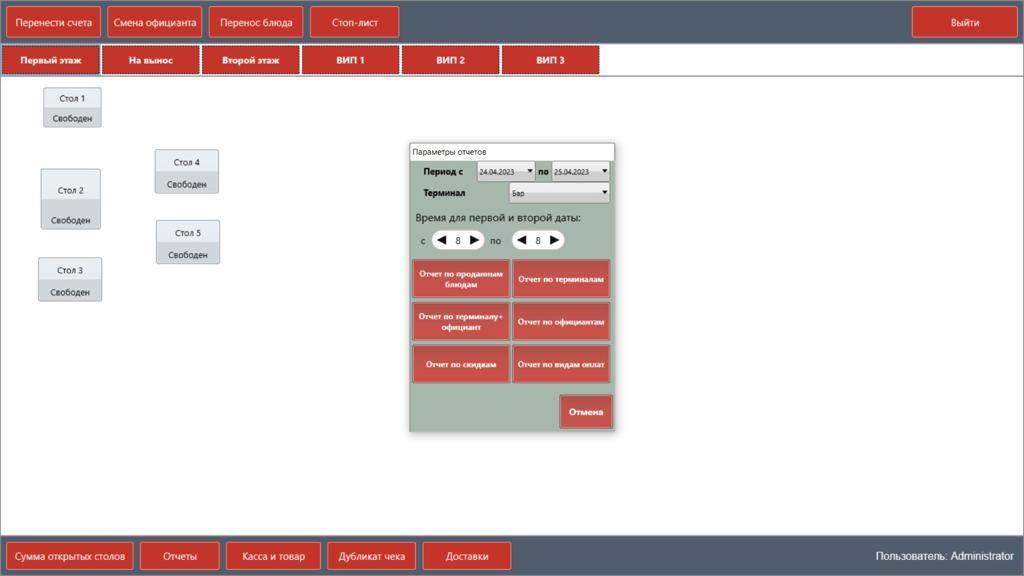 Перенести счета
Смена официанта
Перенос блюда
Стоп-лист
Выйти
Первый этаж
На вынос
Второй этаж
ВИП 1
ВИП 2
ВИП 3
Стол 1
Свободен
Стол 4
Свободен
Стол 2
Свободен
Стол 5
Свободен
Стол 3
Свободен
Параметры отчетов
Период с 24.04.2023 по 25.04.2023
Терминал Бар
Время для первой и второй даты:
с 8 по 8
Отчет по проданным
блюдам
Отчет по терминалам
Отчет по терминалу+
официант
Отчет по официантам
Отчет по скидкам
Отчет по видам оплат
Отмена
Сумма открытых столов
Отчеты
Касса и товар
Дубликат чека
Доставки
Пользователь: Administrator